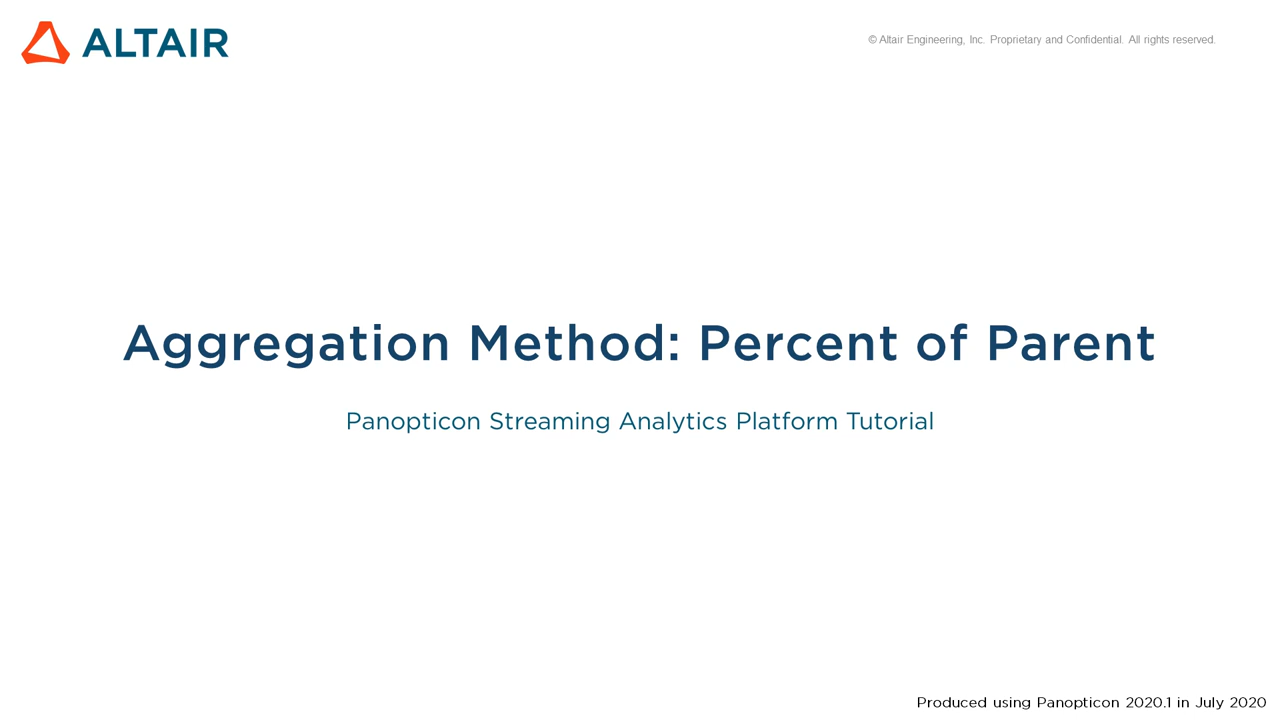 ALTAIR
© Altair Engineering, Inc. Proprietary and Confidential. All rights reserved.
Aggregation Method: Percent of Parent
Panopticon Streaming Analytics Platform Tutorial
Produced using Panopticon 2020.1 in July 2020